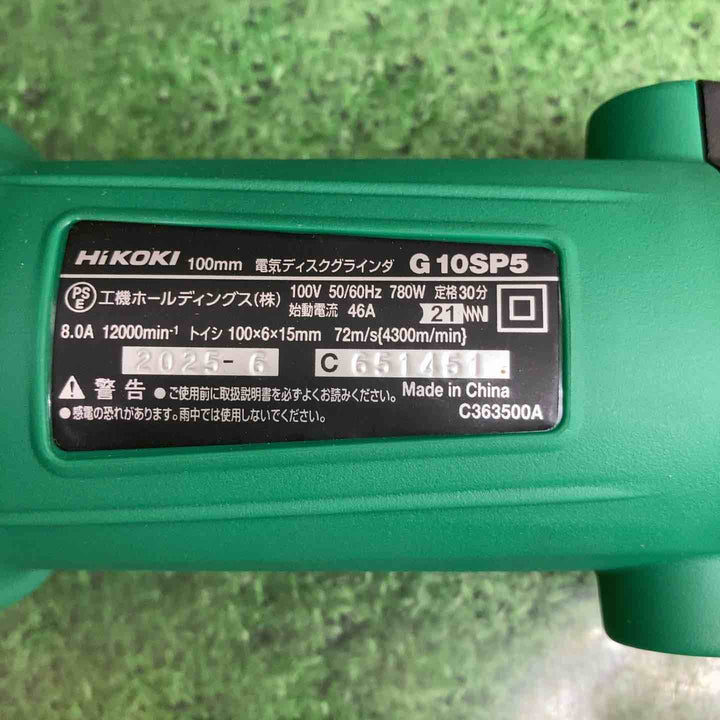 HiKOKI 100mm 電気ディスクグラインダ G 10SP5
PS E 工機ホールディングス(株) 100V 50/60Hz 780W 定格30分
始動電流 46A 21
8.0A 12000min⁻¹ トイシ 100×6×15mm 72m/s{4300m/min}
2025-6 C 651451.
警告 ●ご使用前に取扱説明書を必ずよくお読みください。 Made in China
●感電の恐れがあります。雨中では使用しないでください。 C363500A